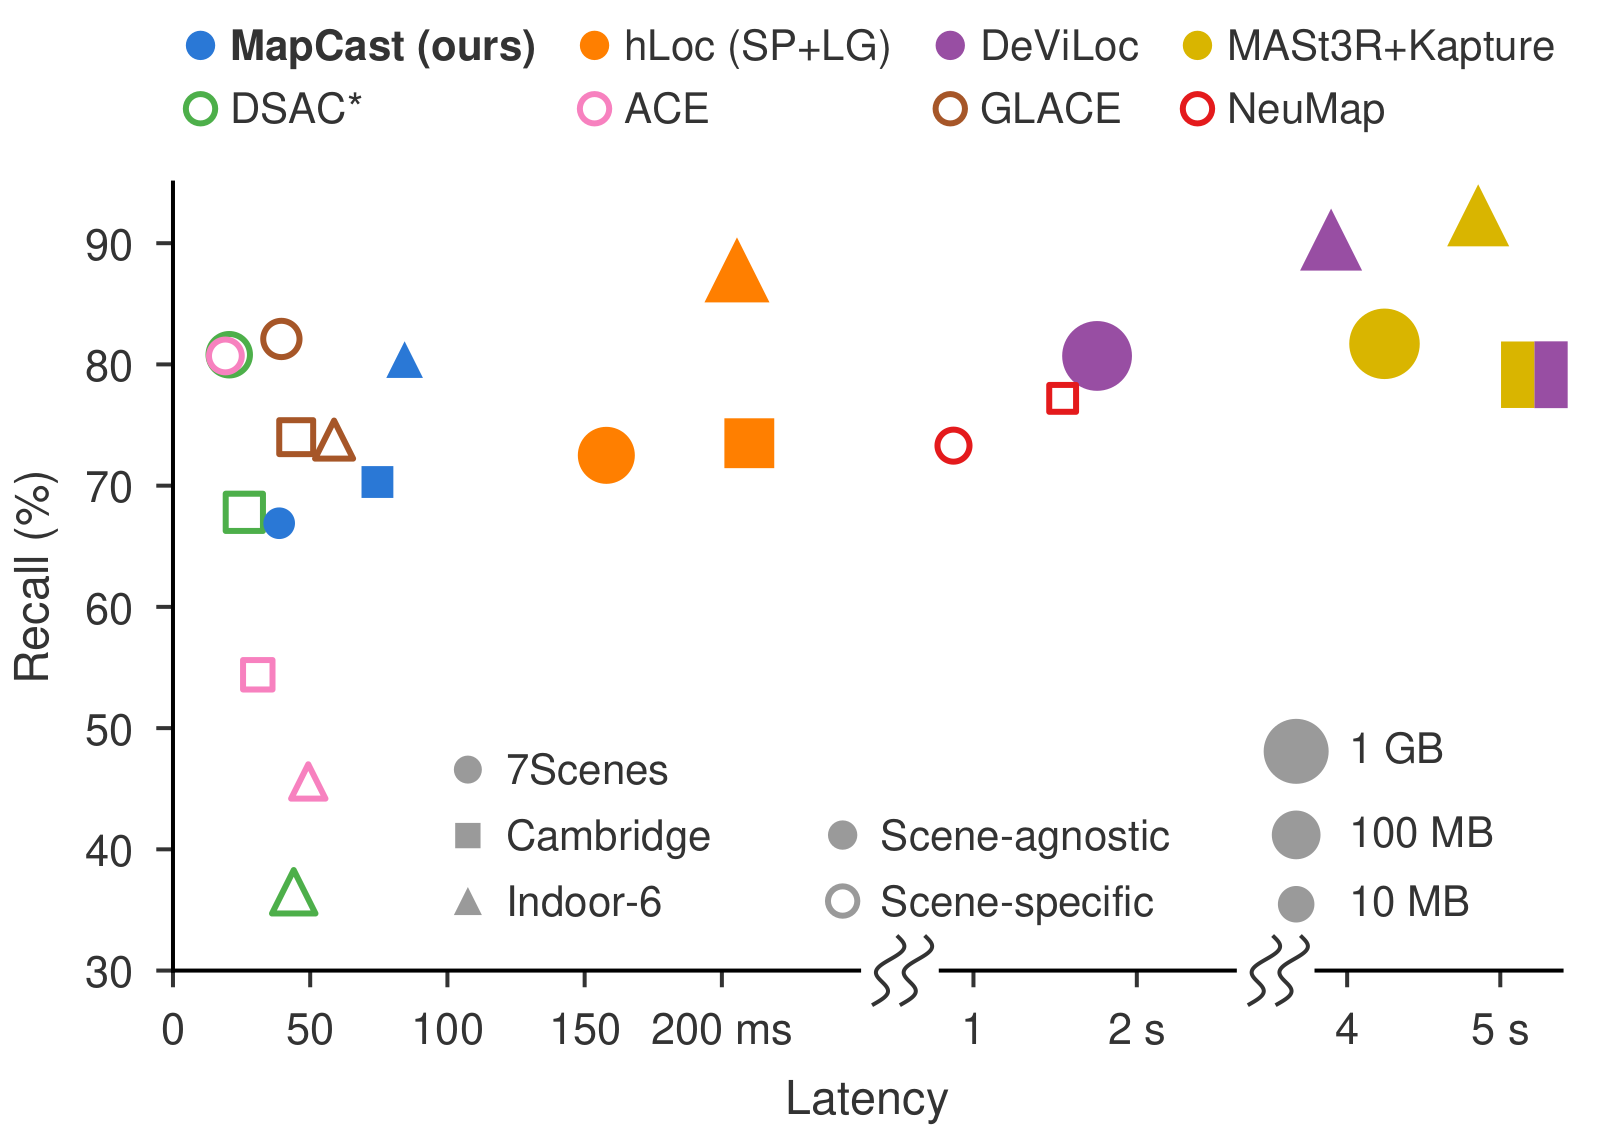 MapCast (ours) hLoc (SP+LG) DeViLoc MASt3R+Kapture
DSAC* ACE GLACE NeuMap
90
80
70
60
50
40
30
Recall (%)
7Scenes
Cambridge
Indoor-6
Scene-agnostic
Scene-specific
1 GB
100 MB
10 MB
0 50 100 150 200 ms 1 2 s 4 5 s
Latency